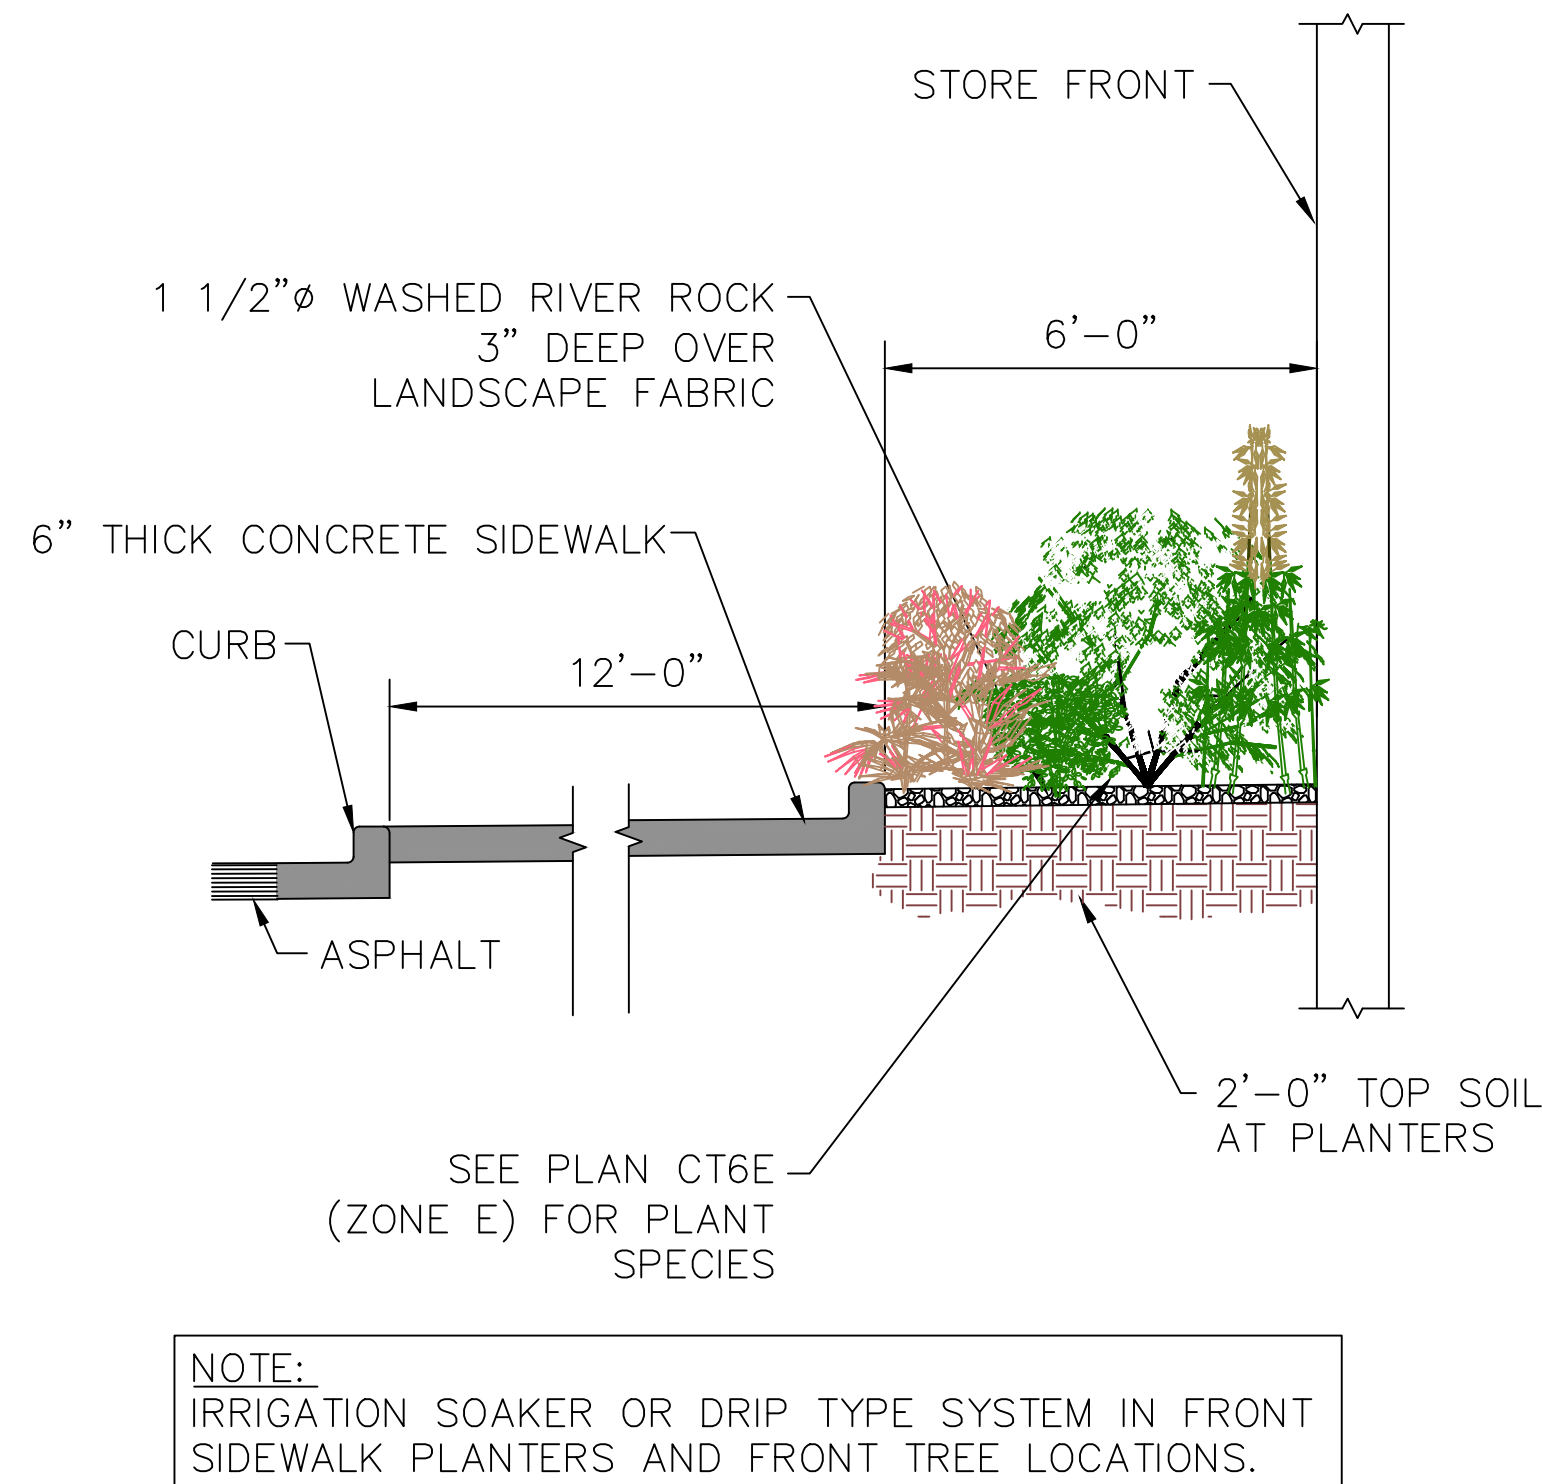 STORE FRONT
1 1/2"ø WASHED RIVER ROCK
3" DEEP OVER
LANDSCAPE FABRIC
6'-0"
6" THICK CONCRETE SIDEWALK
CURB
12'-0"
ASPHALT
2'-0" TOP SOIL
AT PLANTERS
SEE PLAN CT6E
(ZONE E) FOR PLANT
SPECIES
NOTE:
IRRIGATION SOAKER OR DRIP TYPE SYSTEM IN FRONT
SIDEWALK PLANTERS AND FRONT TREE LOCATIONS.